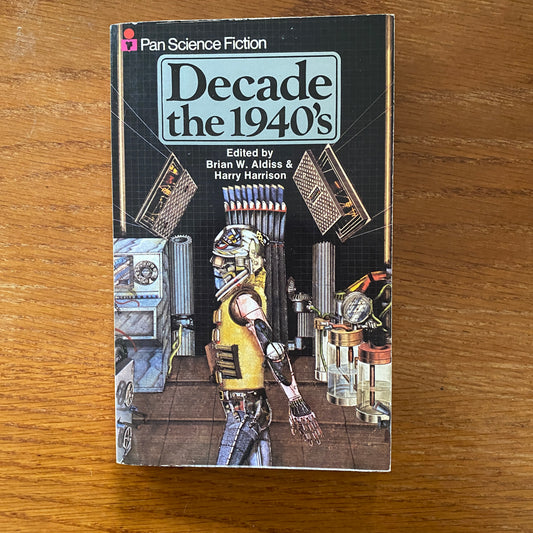 Pan Science Fiction
Decade
the 1940's
Edited by
Brian W. Aldiss &
Harry Harrison